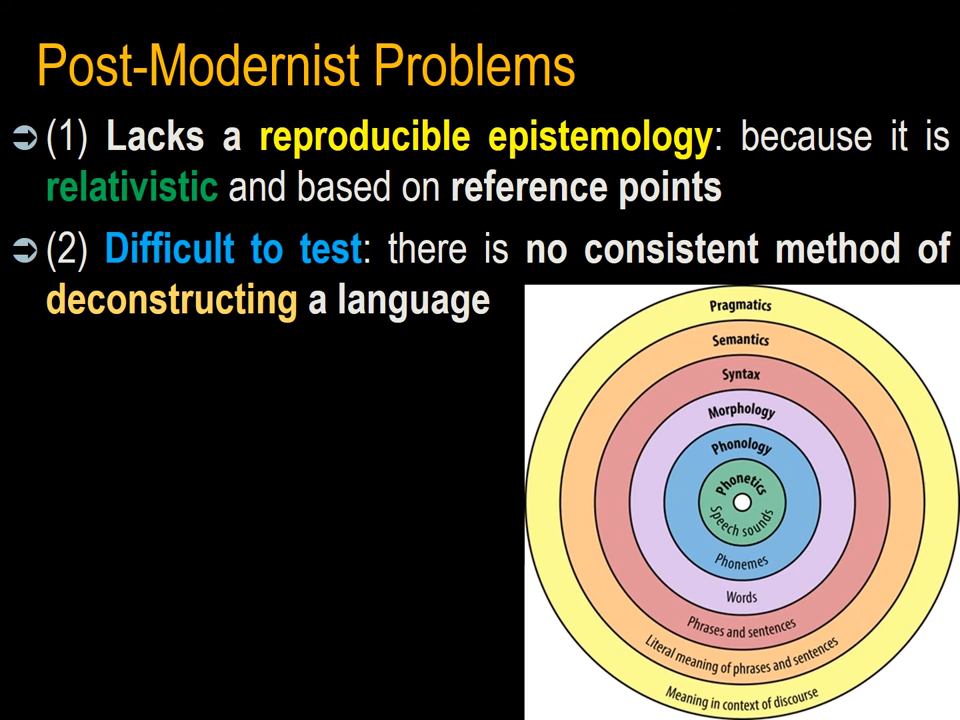 Post-Modernist Problems
(1) Lacks a reproducible epistemology: because it is
relativistic and based on reference points
(2) Difficult to test: there is no consistent method of
deconstructing a language
Pragmatics
Semantics
Syntax
Morphology
Phonology
Phonetics
Speech sounds
Phonemes
Words
Phrases and sentences
Literal meaning of phrases and sentences
Meaning in context of discourse